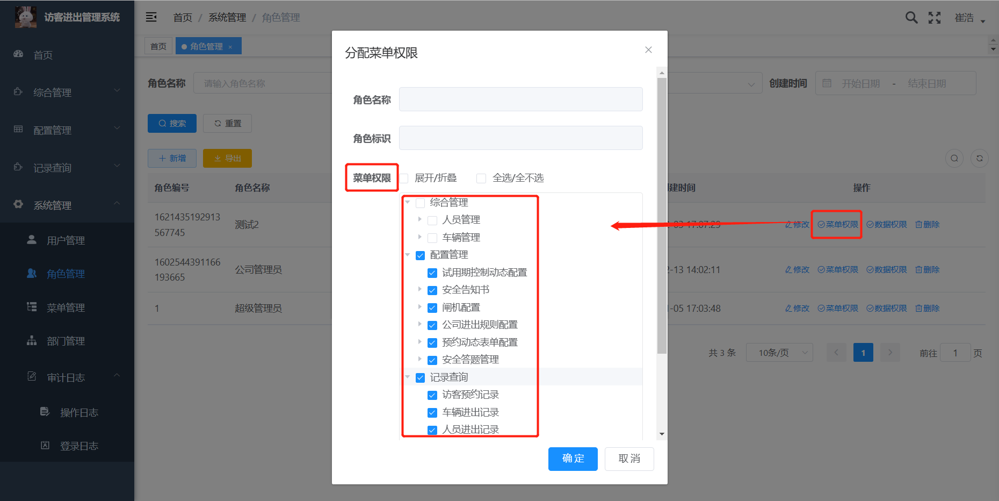 访客进出管理系统
首页 / 系统管理 / 角色管理
崔浩
首页
角色管理 ×
首页
综合管理
配置管理
记录查询
系统管理
用户管理
角色管理
菜单管理
部门管理
审计日志
操作日志
登录日志
角色名称 请输入角色名称
创建时间 开始日期 - 结束日期
搜索 重置
新增 导出
角色编号 角色名称 建时间 操作
1621435192913
567745
测试2
-03 17:07:29
修改 菜单权限 数据权限 删除
1602544391166
193665
公司管理员
-13 14:02:11
修改 菜单权限 数据权限 删除
1 超级管理员 -05 17:03:48 修改 菜单权限 数据权限 删除
共 3 条 10条/页 1 前往 1 页
分配菜单权限
角色名称
角色标识
菜单权限 展开/折叠 全选/全不选
综合管理
人员管理
车辆管理
配置管理
试用期控制动态配置
安全告知书
闸机配置
公司进出规则配置
预约动态表单配置
安全答题管理
记录查询
访客预约记录
车辆进出记录
人员进出记录
确 定 取 消